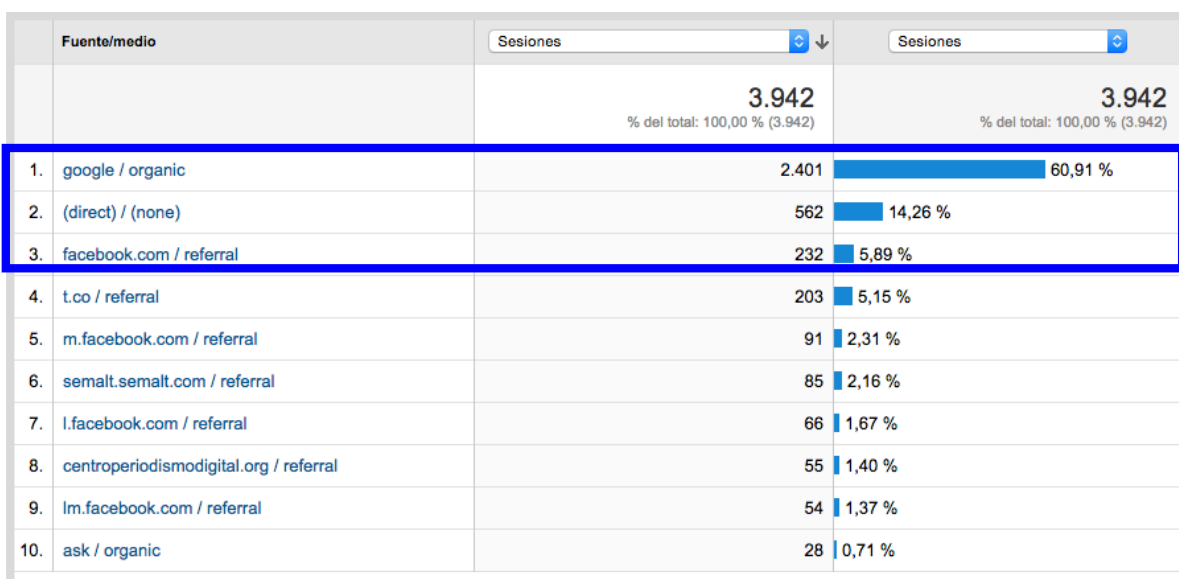 Fuente/medio Sesiones Sesiones
3.942 3.942
% del total: 100,00 % (3.942) % del total: 100,00 % (3.942)
1. google / organic 2.401 60,91 %
2. (direct) / (none) 562 14,26 %
3. facebook.com / referral 232 5,89 %
4. t.co / referral 203 5,15 %
5. m.facebook.com / referral 91 2,31 %
6. semalt.semalt.com / referral 85 2,16 %
7. l.facebook.com / referral 66 1,67 %
8. centroperiodismodigital.org / referral 55 1,40 %
9. lm.facebook.com / referral 54 1,37 %
10. ask / organic 28 0,71 %